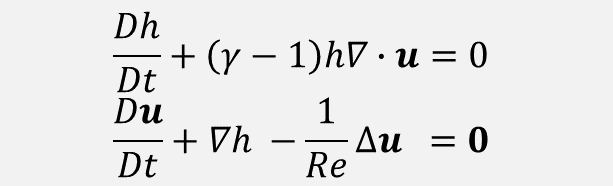 Dh/Dt + (γ − 1)h∇ · u = 0
Du/Dt + ∇h − 1/Re Δu = 0